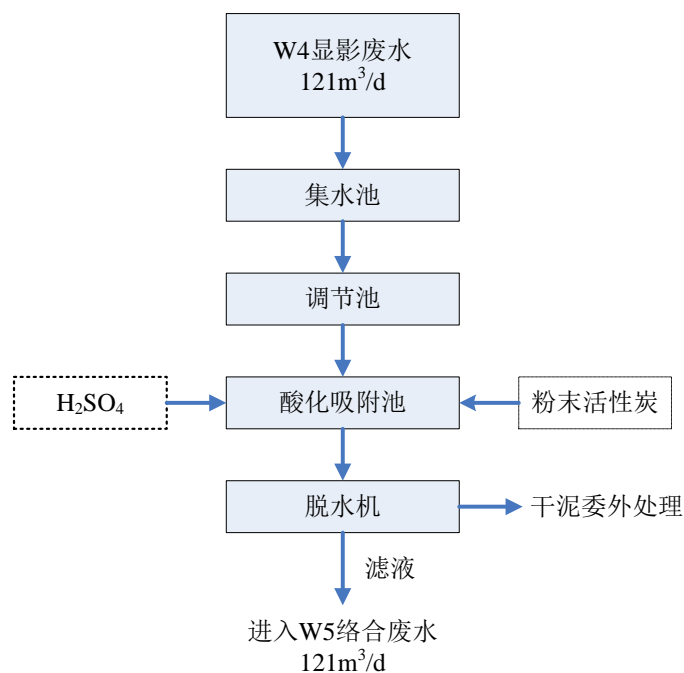 W4显影废水
121m³/d
集水池
调节池
H₂SO₄
酸化吸附池
粉末活性炭
脱水机
干泥委外处理
滤液
进入W5络合废水
121m³/d